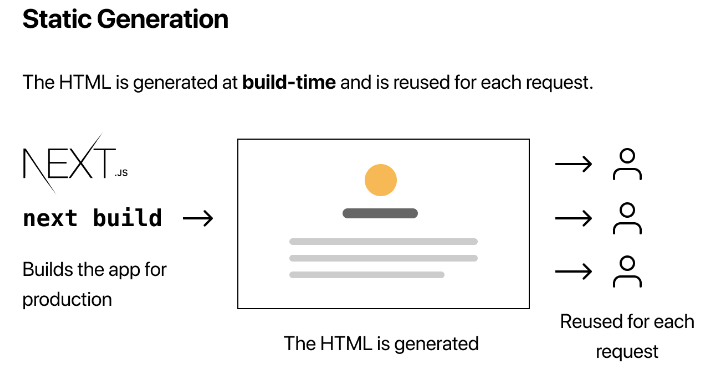 Static Generation
The HTML is generated at build-time and is reused for each request.
NEXT.JS
next build
Builds the app for
production
The HTML is generated
Reused for each
request